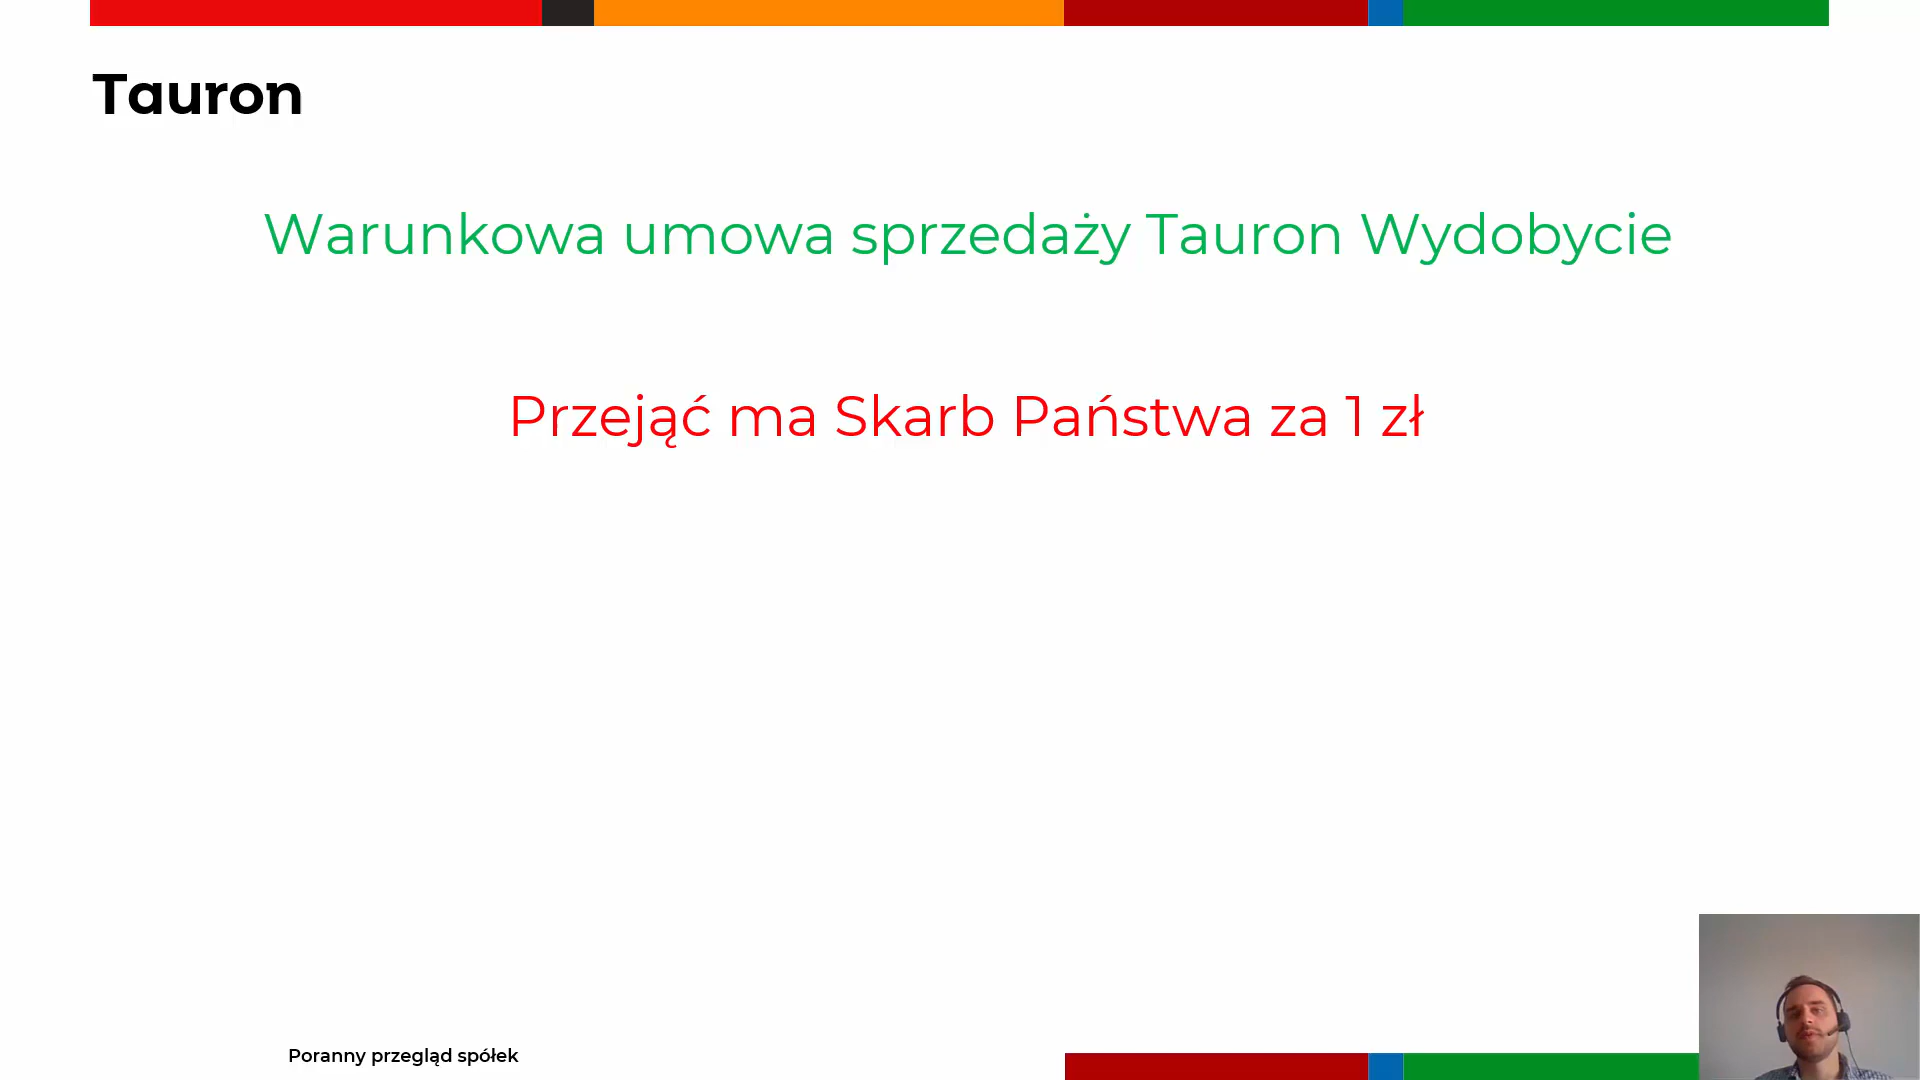 Tauron
Warunkowa umowa sprzedaży Tauron Wydobycie
Przejąć ma Skarb Państwa za 1 zł
Poranny przegląd spółek